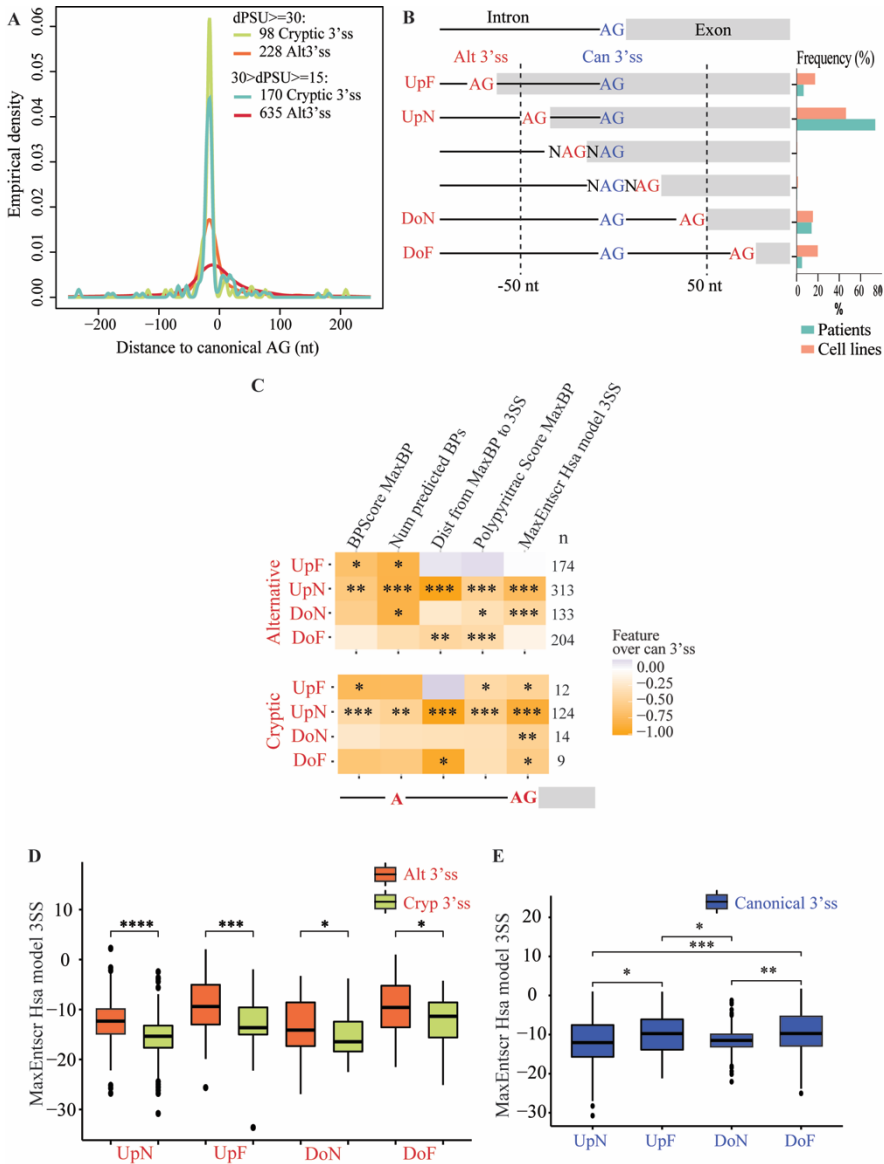 A
dPSU>=30:
98 Cryptic 3'ss
228 Alt3'ss
30>dPSU>=15:
170 Cryptic 3'ss
635 Alt3'ss
Empirical density
0.06
0.05
0.04
0.03
0.02
0.01
0.00
−200 −100 0 100 200
Distance to canonical AG (nt)
B
Intron
AG
Exon
Alt 3'ss
Can 3'ss
Frequency (%)
UpF AG AG
UpN AG AG
NAGNAG
NAGNAG
DoN AG AG
DoF AG AG
-50 nt
50 nt
0 20 40 60 80
%
Patients
Cell lines
C
BPScore MaxBP
Num predicted BPs
Dist from MaxBP to 3SS
Polypyritrac Score MaxBP
MaxEntscr Hsa model 3SS
n
Alternative
UpF * * 174
UpN ** *** *** *** *** 313
DoN * * *** 133
DoF ** *** 204
Cryptic
UpF * * * 12
UpN *** ** *** *** *** 124
DoN ** 14
DoF * * 9
A AG
Feature
over can 3'ss
0.00
−0.25
−0.50
−0.75
−1.00
D
Alt 3'ss
Cryp 3'ss
MaxEntscr Hsa model 3SS
10
0
−10
−20
−30
**** *** * *
UpN UpF DoN DoF
E
Canonical 3'ss
MaxEntscr Hsa model 3SS
20
10
0
−10
−20
−30
*
***
* **
UpN UpF DoN DoF